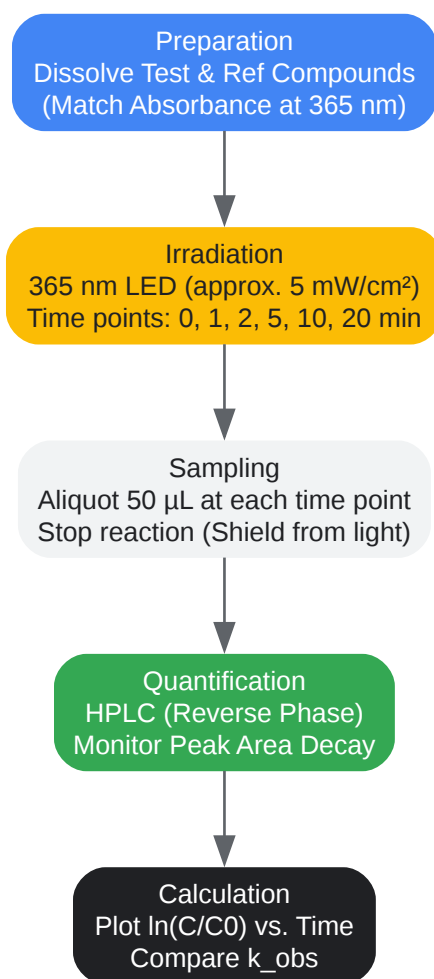 Preparation
Dissolve Test & Ref Compounds
(Match Absorbance at 365 nm)
Irradiation
365 nm LED (approx. 5 mW/cm²)
Time points: 0, 1, 2, 5, 10, 20 min
Sampling
Aliquot 50 µL at each time point
Stop reaction (Shield from light)
Quantification
HPLC (Reverse Phase)
Monitor Peak Area Decay
Calculation
Plot ln(C/C0) vs. Time
Compare k_obs